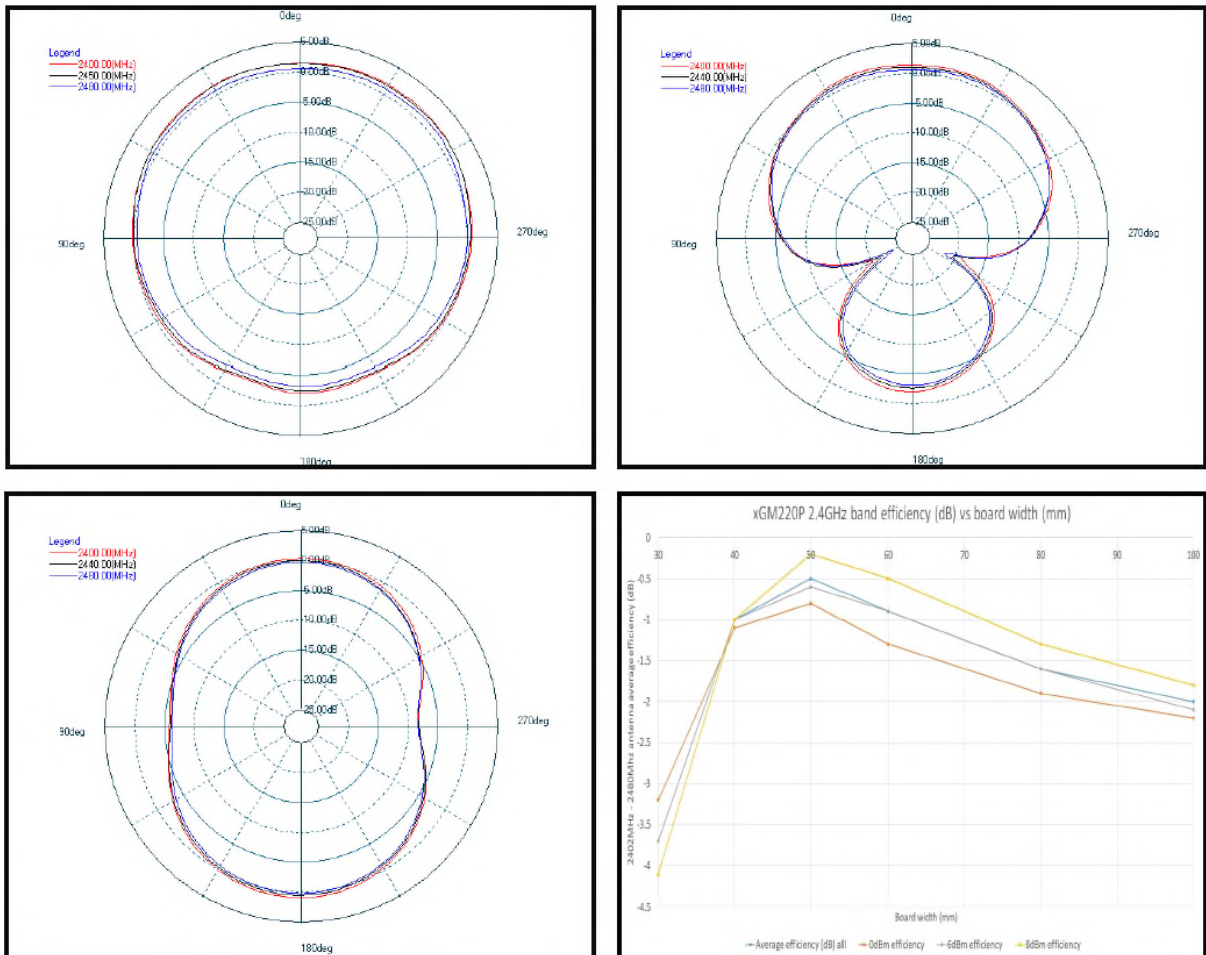 0deg
Legend
2400.00(MHz)
2450.00(MHz)
2480.00(MHz)
5.00dB
0.00dB
5.00dB
10.00dB
15.00dB
20.00dB
25.00dB
90deg
270deg
180deg
0deg
Legend
2400.00(MHz)
2440.00(MHz)
2480.00(MHz)
5.00dB
0.00dB
5.00dB
10.00dB
15.00dB
20.00dB
25.00dB
90deg
270deg
180deg
0deg
Legend
2400.00(MHz)
2440.00(MHz)
2480.00(MHz)
5.00dB
0.00dB
5.00dB
10.00dB
15.00dB
20.00dB
25.00dB
90deg
270deg
180deg
xGM220P 2.4GHz band efficiency (dB) vs board width (mm)
0
30 40 50 60 70 80 90 100
-0.5
-1
-1.5
-2
-2.5
-3
-3.5
-4
-4.5
2402MHz - 2480Mhz antenna average efficiency (dB)
Board width (mm)
Average efficiency (dB) all 0dBm efficiency 6dBm efficiency 8dBm efficiency